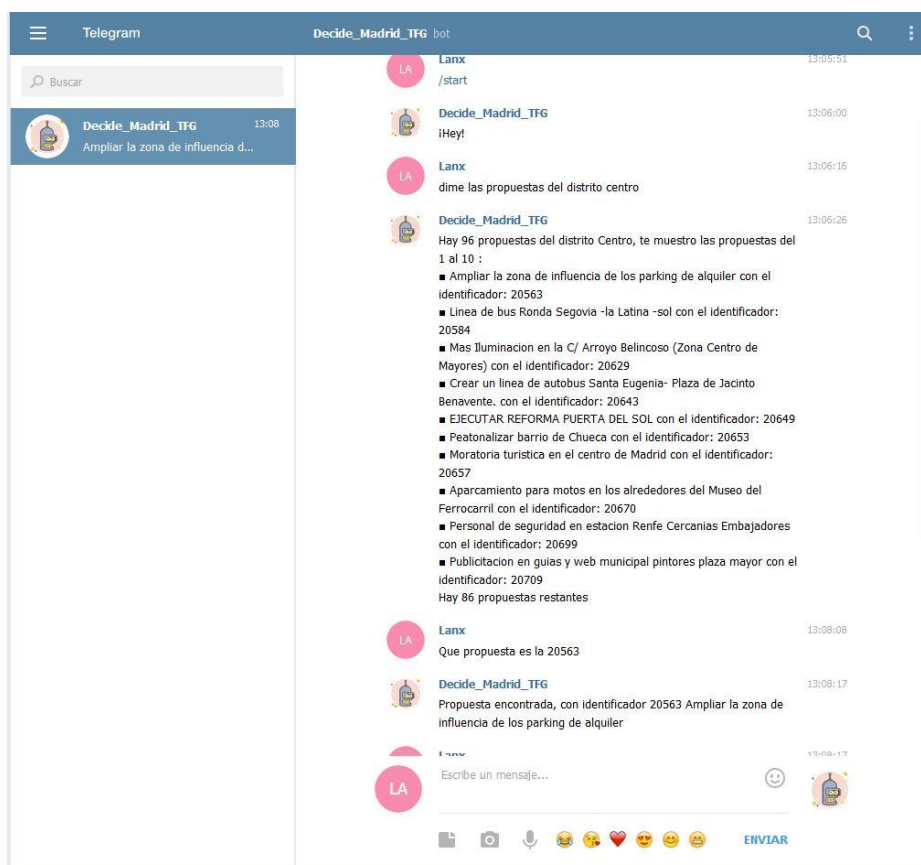 Telegram
Decide_Madrid_TFG bot
Buscar
Decide_Madrid_TFG 13:08
Ampliar la zona de influencia d...
LA
Lanx 13:05:51
/start
Decide_Madrid_TFG 13:06:00
¡Hey!
LA
Lanx 13:06:16
dime las propuestas del distrito centro
Decide_Madrid_TFG 13:06:26
Hay 96 propuestas del distrito Centro, te muestro las propuestas del
1 al 10 :
■ Ampliar la zona de influencia de los parking de alquiler con el
identificador: 20563
■ Linea de bus Ronda Segovia -la Latina -sol con el identificador:
20584
■ Mas Iluminacion en la C/ Arroyo Belincoso (Zona Centro de
Mayores) con el identificador: 20629
■ Crear un linea de autobus Santa Eugenia- Plaza de Jacinto
Benavente. con el identificador: 20643
■ EJECUTAR REFORMA PUERTA DEL SOL con el identificador: 20649
■ Peatonalizar barrio de Chueca con el identificador: 20653
■ Moratoria turistica en el centro de Madrid con el identificador:
20657
■ Aparcamiento para motos en los alrededores del Museo del
Ferrocarril con el identificador: 20670
■ Personal de seguridad en estacion Renfe Cercanias Embajadores
con el identificador: 20699
■ Publicitacion en guias y web municipal pintores plaza mayor con el
identificador: 20709
Hay 86 propuestas restantes
LA
Lanx 13:08:08
Que propuesta es la 20563
Decide_Madrid_TFG 13:08:17
Propuesta encontrada, con identificador 20563 Ampliar la zona de
influencia de los parking de alquiler
Lanx 13:08:17
LA
Escribe un mensaje...
ENVIAR